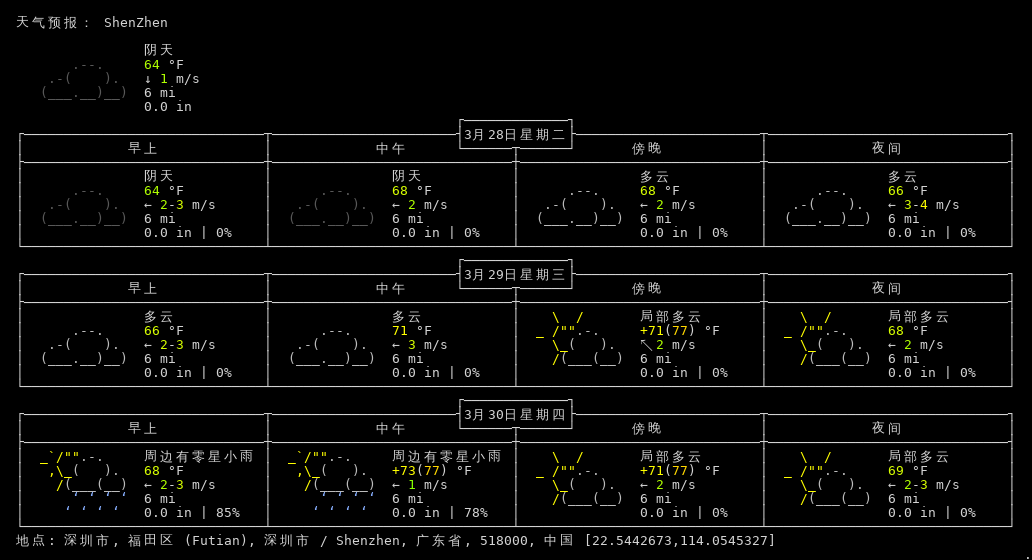 天气预报： ShenZhen
阴天
64 °F
↓ 1 m/s
6 mi
0.0 in
3月28日星期二
早上 中午 傍晚 夜间
阴天 阴天 多云 多云
64 °F 68 °F 68 °F 66 °F
← 2-3 m/s ← 2 m/s ← 2 m/s ← 3-4 m/s
6 mi 6 mi 6 mi 6 mi
0.0 in | 0% 0.0 in | 0% 0.0 in | 0% 0.0 in | 0%
3月29日星期三
早上 中午 傍晚 夜间
多云 多云 局部多云 局部多云
66 °F 71 °F +71(77) °F 68 °F
← 2-3 m/s ← 3 m/s ↖ 2 m/s ← 2 m/s
6 mi 6 mi 6 mi 6 mi
0.0 in | 0% 0.0 in | 0% 0.0 in | 0% 0.0 in | 0%
3月30日星期四
早上 中午 傍晚 夜间
周边有零星小雨 周边有零星小雨 局部多云 局部多云
68 °F +73(77) °F +71(77) °F 69 °F
← 2-3 m/s ← 1 m/s ← 2 m/s ← 2-3 m/s
6 mi 6 mi 6 mi 6 mi
0.0 in | 85% 0.0 in | 78% 0.0 in | 0% 0.0 in | 0%
地点: 深圳市, 福田区 (Futian), 深圳市 / Shenzhen, 广东省, 518000, 中国 [22.5442673,114.0545327]